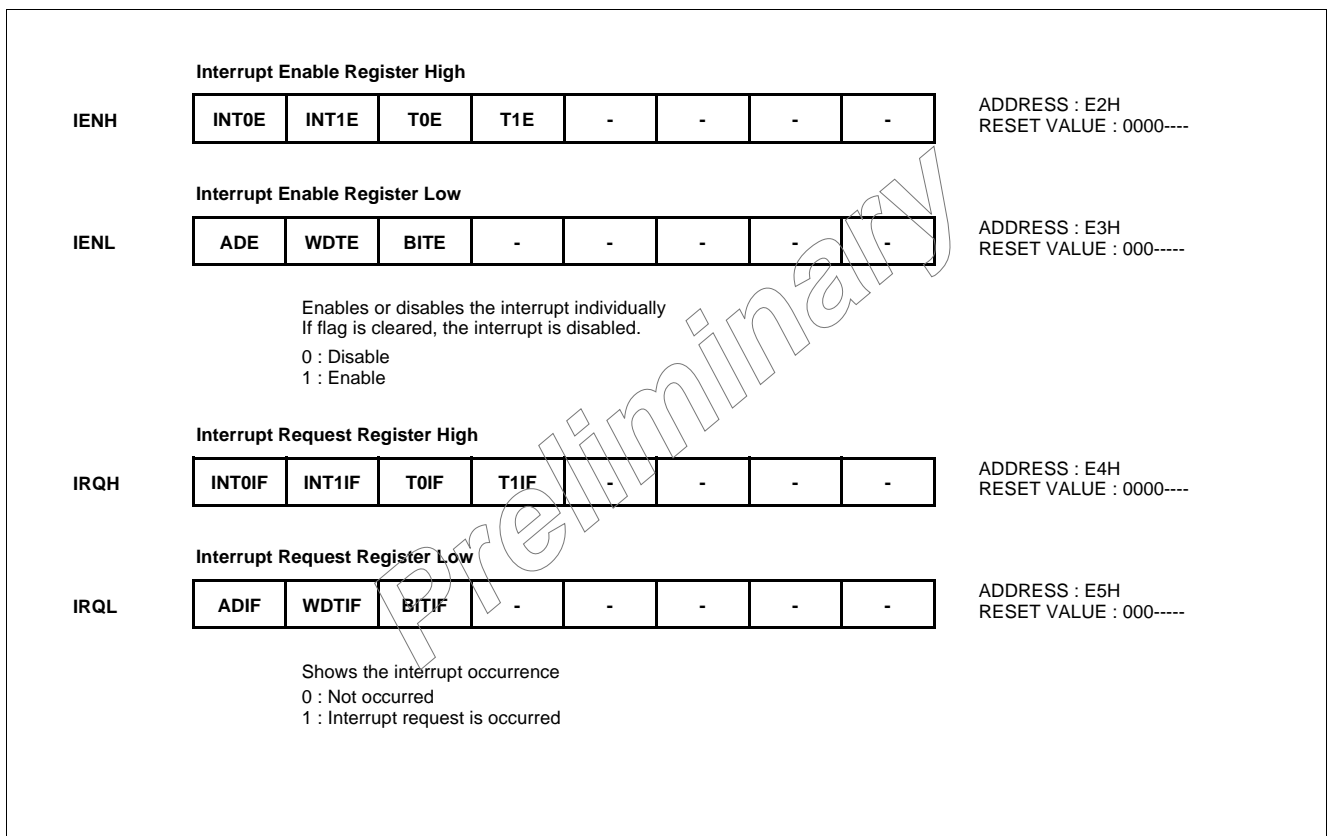 Interrupt Enable Register High
IENH INT0E INT1E T0E T1E - - - - ADDRESS : E2H
RESET VALUE : 0000----
Interrupt Enable Register Low
IENL ADE WDTE BITE - - - - - ADDRESS : E3H
RESET VALUE : 000-----
Enables or disables the interrupt individually
If flag is cleared, the interrupt is disabled.
0 : Disable
1 : Enable
Interrupt Request Register High
IRQH INT0IF INT1IF T0IF T1IF - - - - ADDRESS : E4H
RESET VALUE : 0000----
Interrupt Request Register Low
IRQL ADIF WDTIF BITIF - - - - - ADDRESS : E5H
RESET VALUE : 000-----
Shows the interrupt occurrence
0 : Not occurred
1 : Interrupt request is occurred
Preliminary